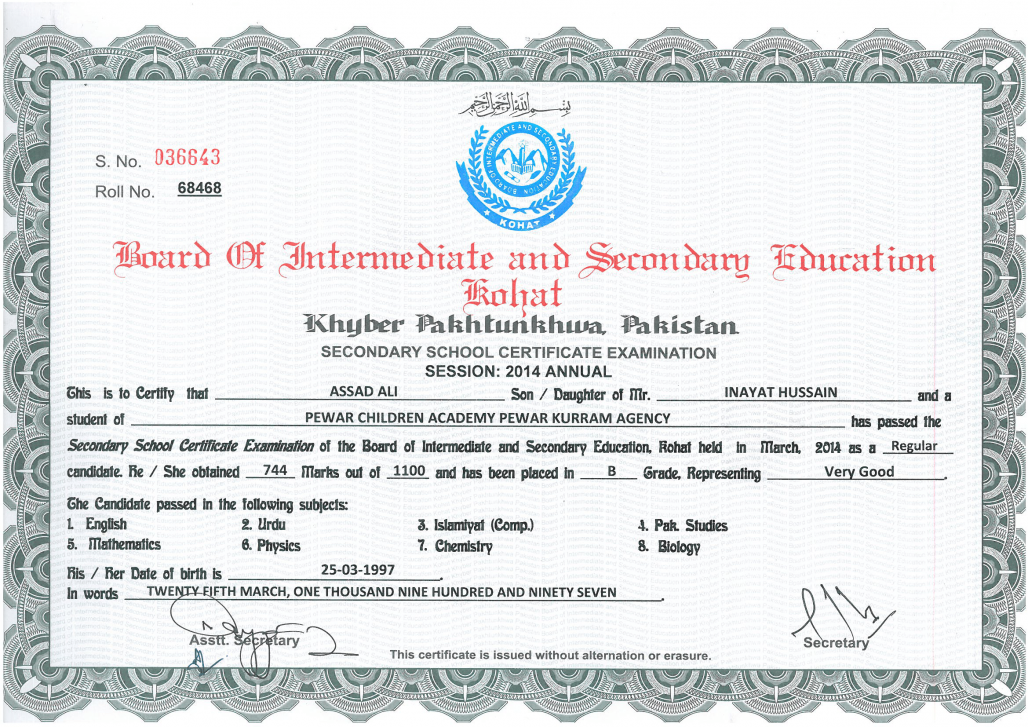 بسم الله الرحمن الرحيم
BOARD OF INTERMEDIATE AND SECONDARY EDUCATION
KOHAT
S. No. 036643
Roll No. 68468
Board Of Intermediate and Secondary Education
Kohat
Khyber Pakhtunkhwa, Pakistan
SECONDARY SCHOOL CERTIFICATE EXAMINATION
SESSION: 2014 ANNUAL
This is to Certify that ASSAD ALI Son / Daughter of Mr. INAYAT HUSSAIN and a
student of PEWAR CHILDREN ACADEMY PEWAR KURRAM AGENCY has passed the
Secondary School Certificate Examination of the Board of Intermediate and Secondary Education, Kohat held in March, 2014 as a Regular
candidate. He / She obtained 744 Marks out of 1100 and has been placed in B Grade, Representing Very Good.
The Candidate passed in the following subjects:
1. English 2. Urdu 3. Islamiyat (Comp.) 4. Pak. Studies
5. Mathematics 6. Physics 7. Chemistry 8. Biology
His / Her Date of birth is 25-03-1997.
In words TWENTY FIFTH MARCH, ONE THOUSAND NINE HUNDRED AND NINETY SEVEN.
Asstt. Secretary
Secretary
This certificate is issued without alternation or erasure.